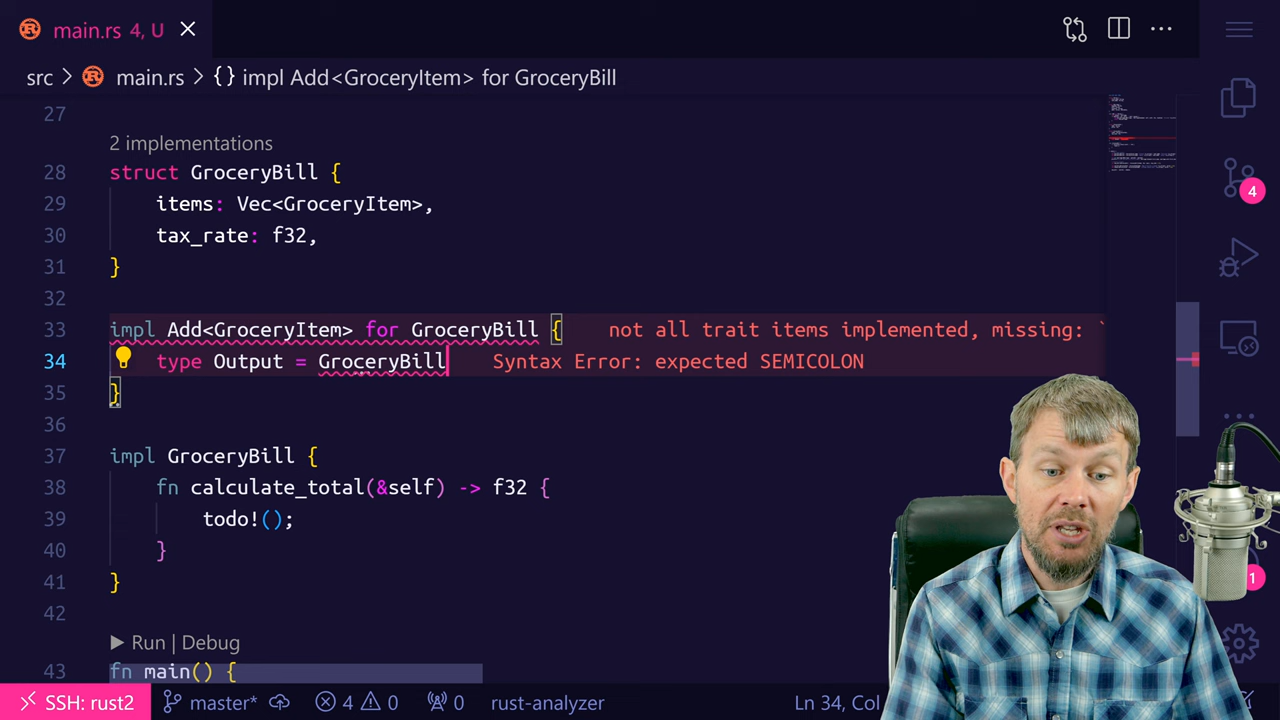 main.rs 4, U
src > main.rs > {} impl Add<GroceryItem> for GroceryBill
27
2 implementations
28 struct GroceryBill {
29 items: Vec<GroceryItem>,
30 tax_rate: f32,
31 }
32
33 impl Add<GroceryItem> for GroceryBill { not all trait items implemented, missing: `
34 type Output = GroceryBill Syntax Error: expected SEMICOLON
35 }
36
37 impl GroceryBill {
38 fn calculate_total(&self) -> f32 {
39 todo!();
40 }
41 }
42
Run | Debug
43 fn main() {
SSH: rust2 master* 4 0 0 rust-analyzer Ln 34, Col
4
1